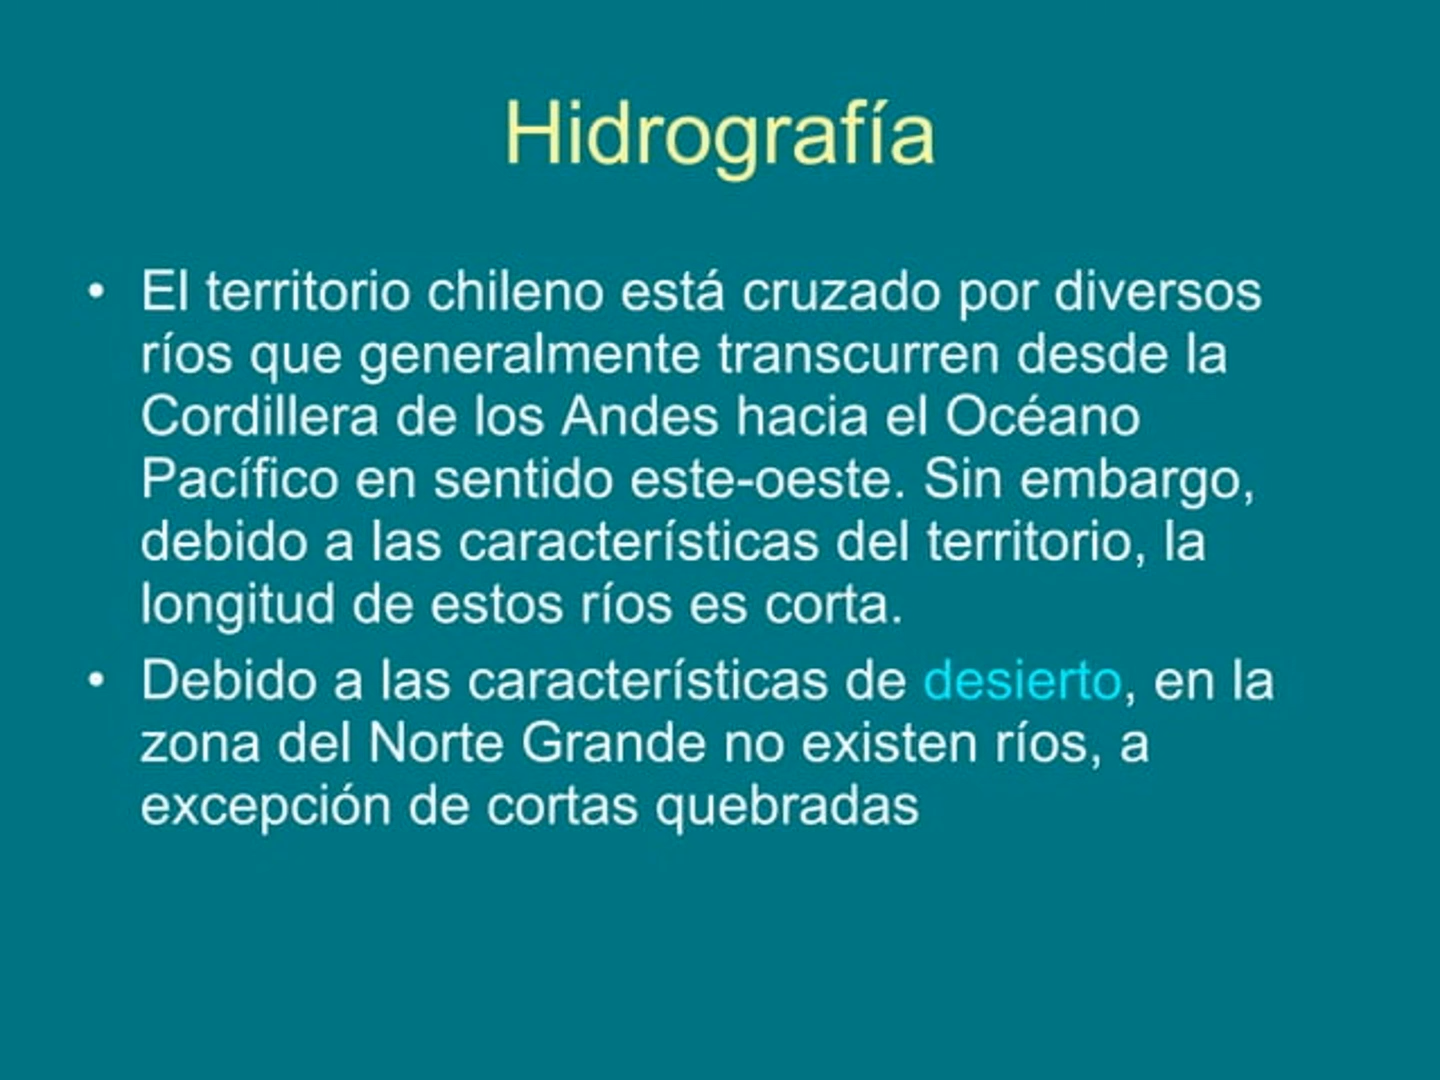 Hidrografía
• El territorio chileno está cruzado por diversos
ríos que generalmente transcurren desde la
Cordillera de los Andes hacia el Océano
Pacífico en sentido este-oeste. Sin embargo,
debido a las características del territorio, la
longitud de estos ríos es corta.
• Debido a las características de desierto, en la
zona del Norte Grande no existen ríos, a
excepción de cortas quebradas